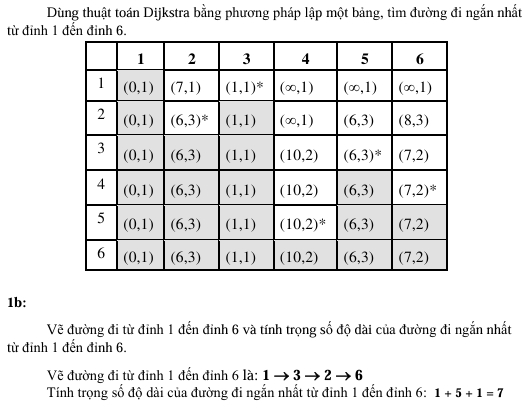 Dùng thuật toán Dijkstra bằng phương pháp lập một bảng, tìm đường đi ngắn nhất
từ đỉnh 1 đến đỉnh 6.
1 2 3 4 5 6
1 (0,1) (7,1) (1,1)* (∞,1) (∞,1) (∞,1)
2 (0,1) (6,3)* (1,1) (∞,1) (6,3) (8,3)
3 (0,1) (6,3) (1,1) (10,2) (6,3)* (7,2)
4 (0,1) (6,3) (1,1) (10,2) (6,3) (7,2)*
5 (0,1) (6,3) (1,1) (10,2)* (6,3) (7,2)
6 (0,1) (6,3) (1,1) (10,2) (6,3) (7,2)
1b:
Vẽ đường đi từ đỉnh 1 đến đỉnh 6 và tính trọng số độ dài của đường đi ngắn nhất
từ đỉnh 1 đến đỉnh 6.
Vẽ đường đi từ đỉnh 1 đến đỉnh 6 là: 1 → 3 → 2 → 6
Tính trọng số độ dài của đường đi ngắn nhất từ đỉnh 1 đến đỉnh 6: 1 + 5 + 1 = 7